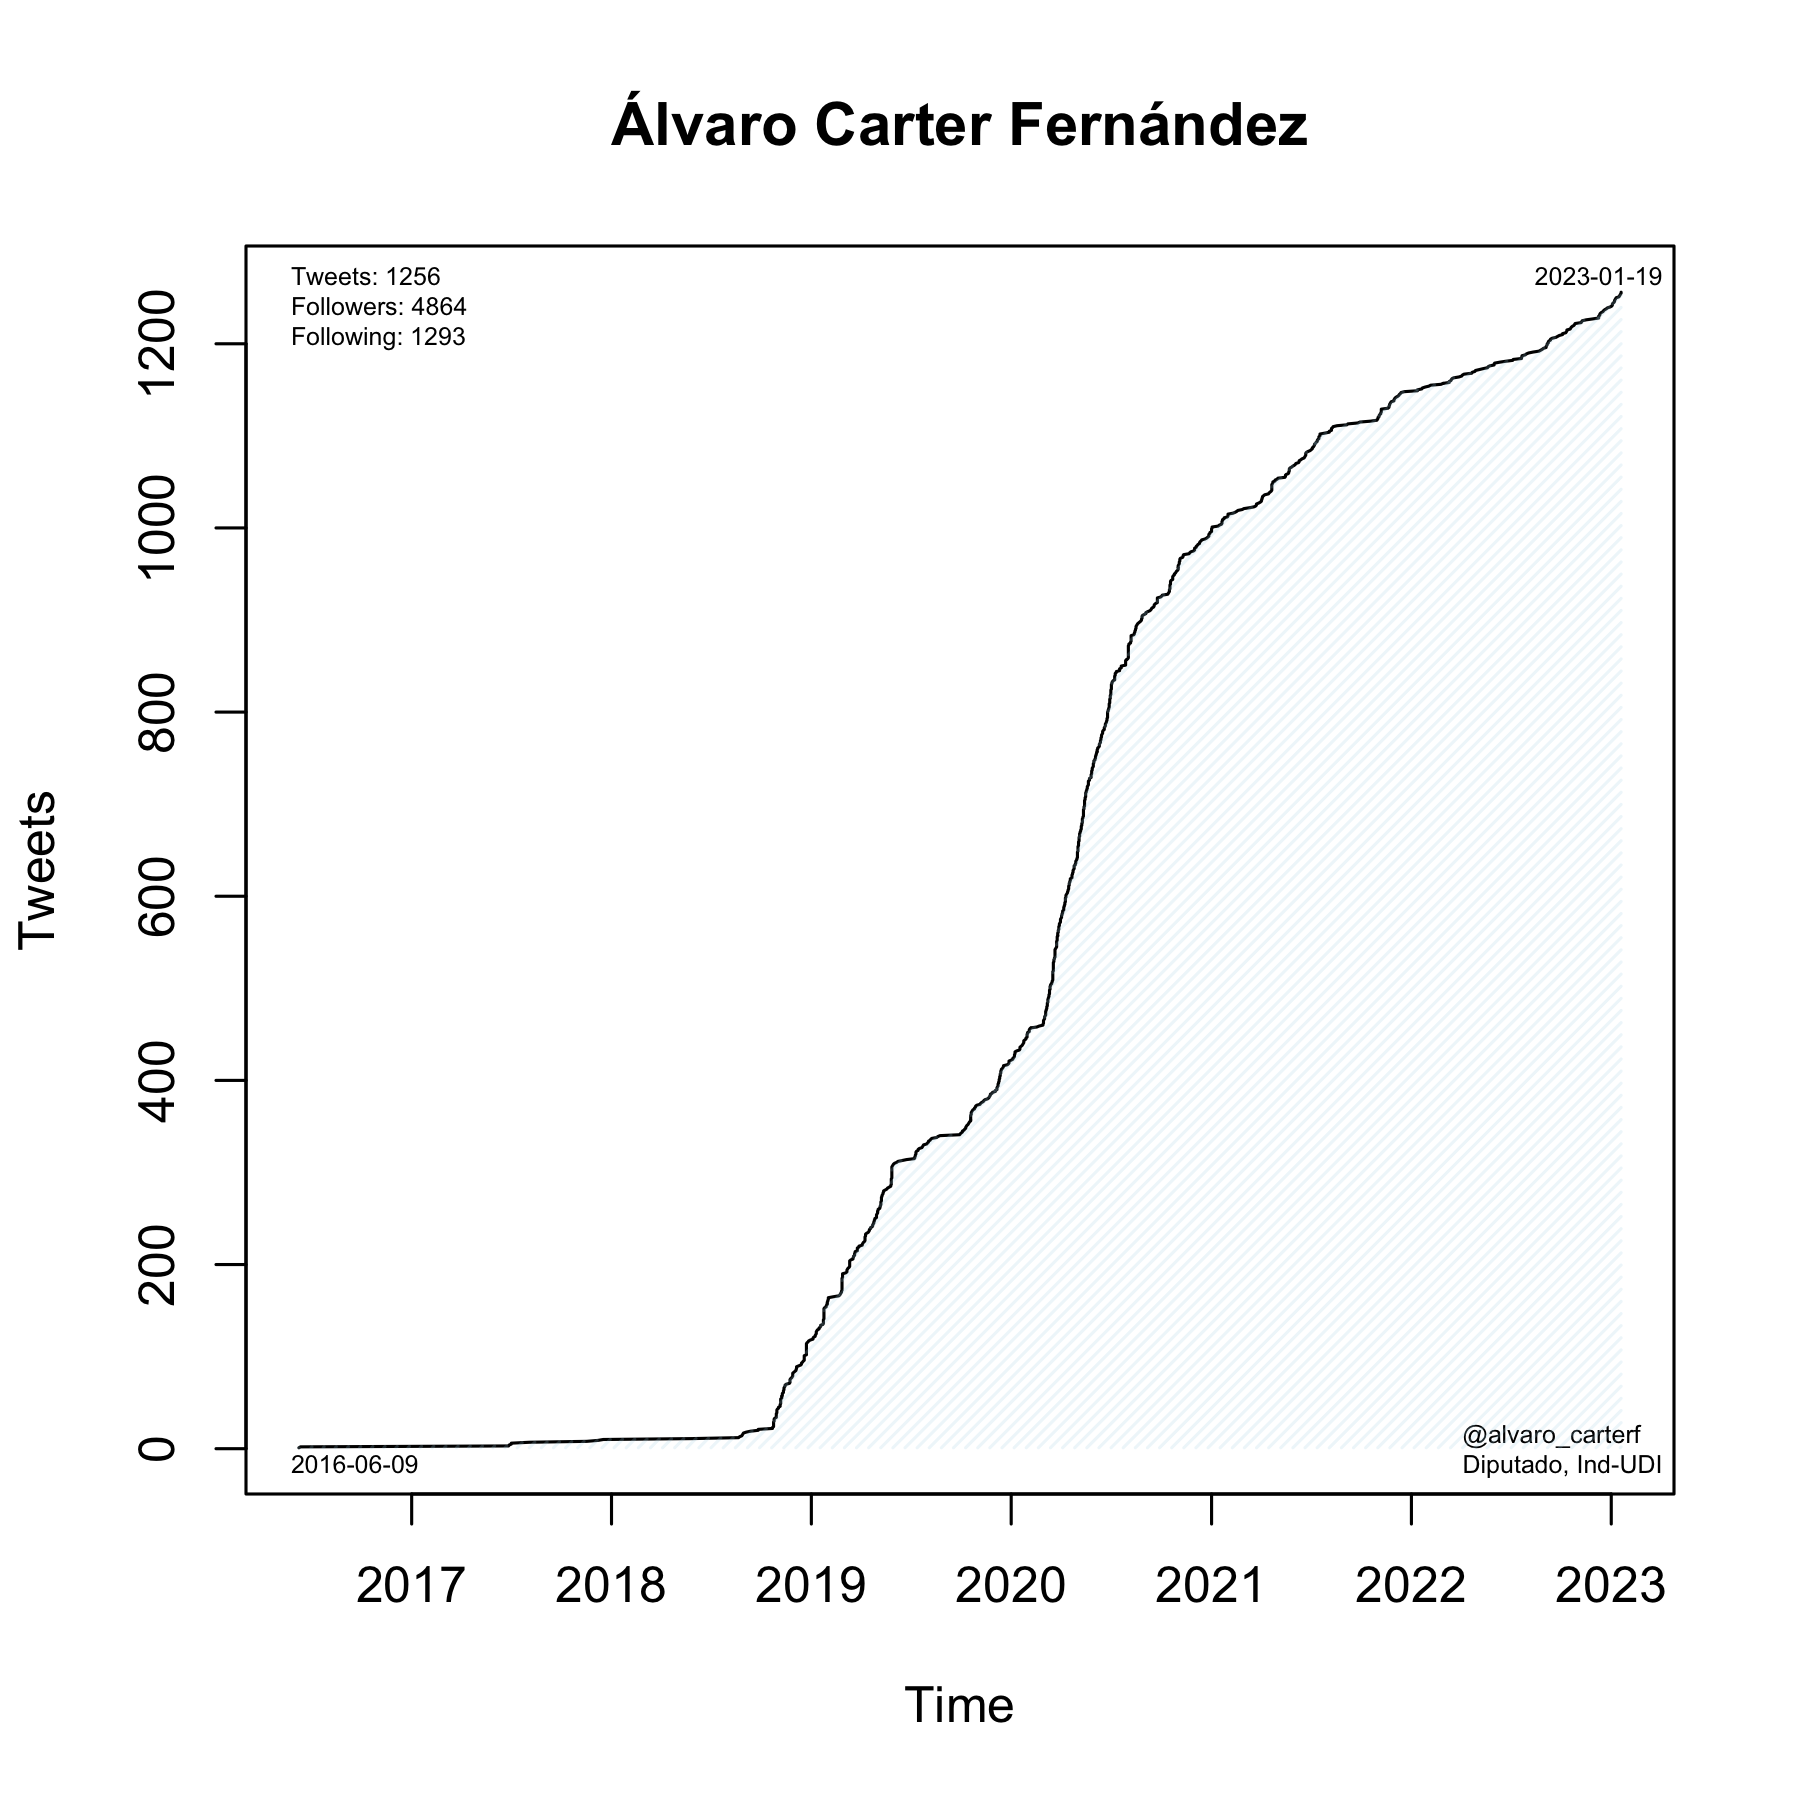 Álvaro Carter Fernández
Tweets: 1256
Followers: 4864
Following: 1293
2023-01-19
1200
1000
800
600
400
200
0
Tweets
@alvaro_carterf
Diputado, Ind-UDI
2016-06-09
2017 2018 2019 2020 2021 2022 2023
Time